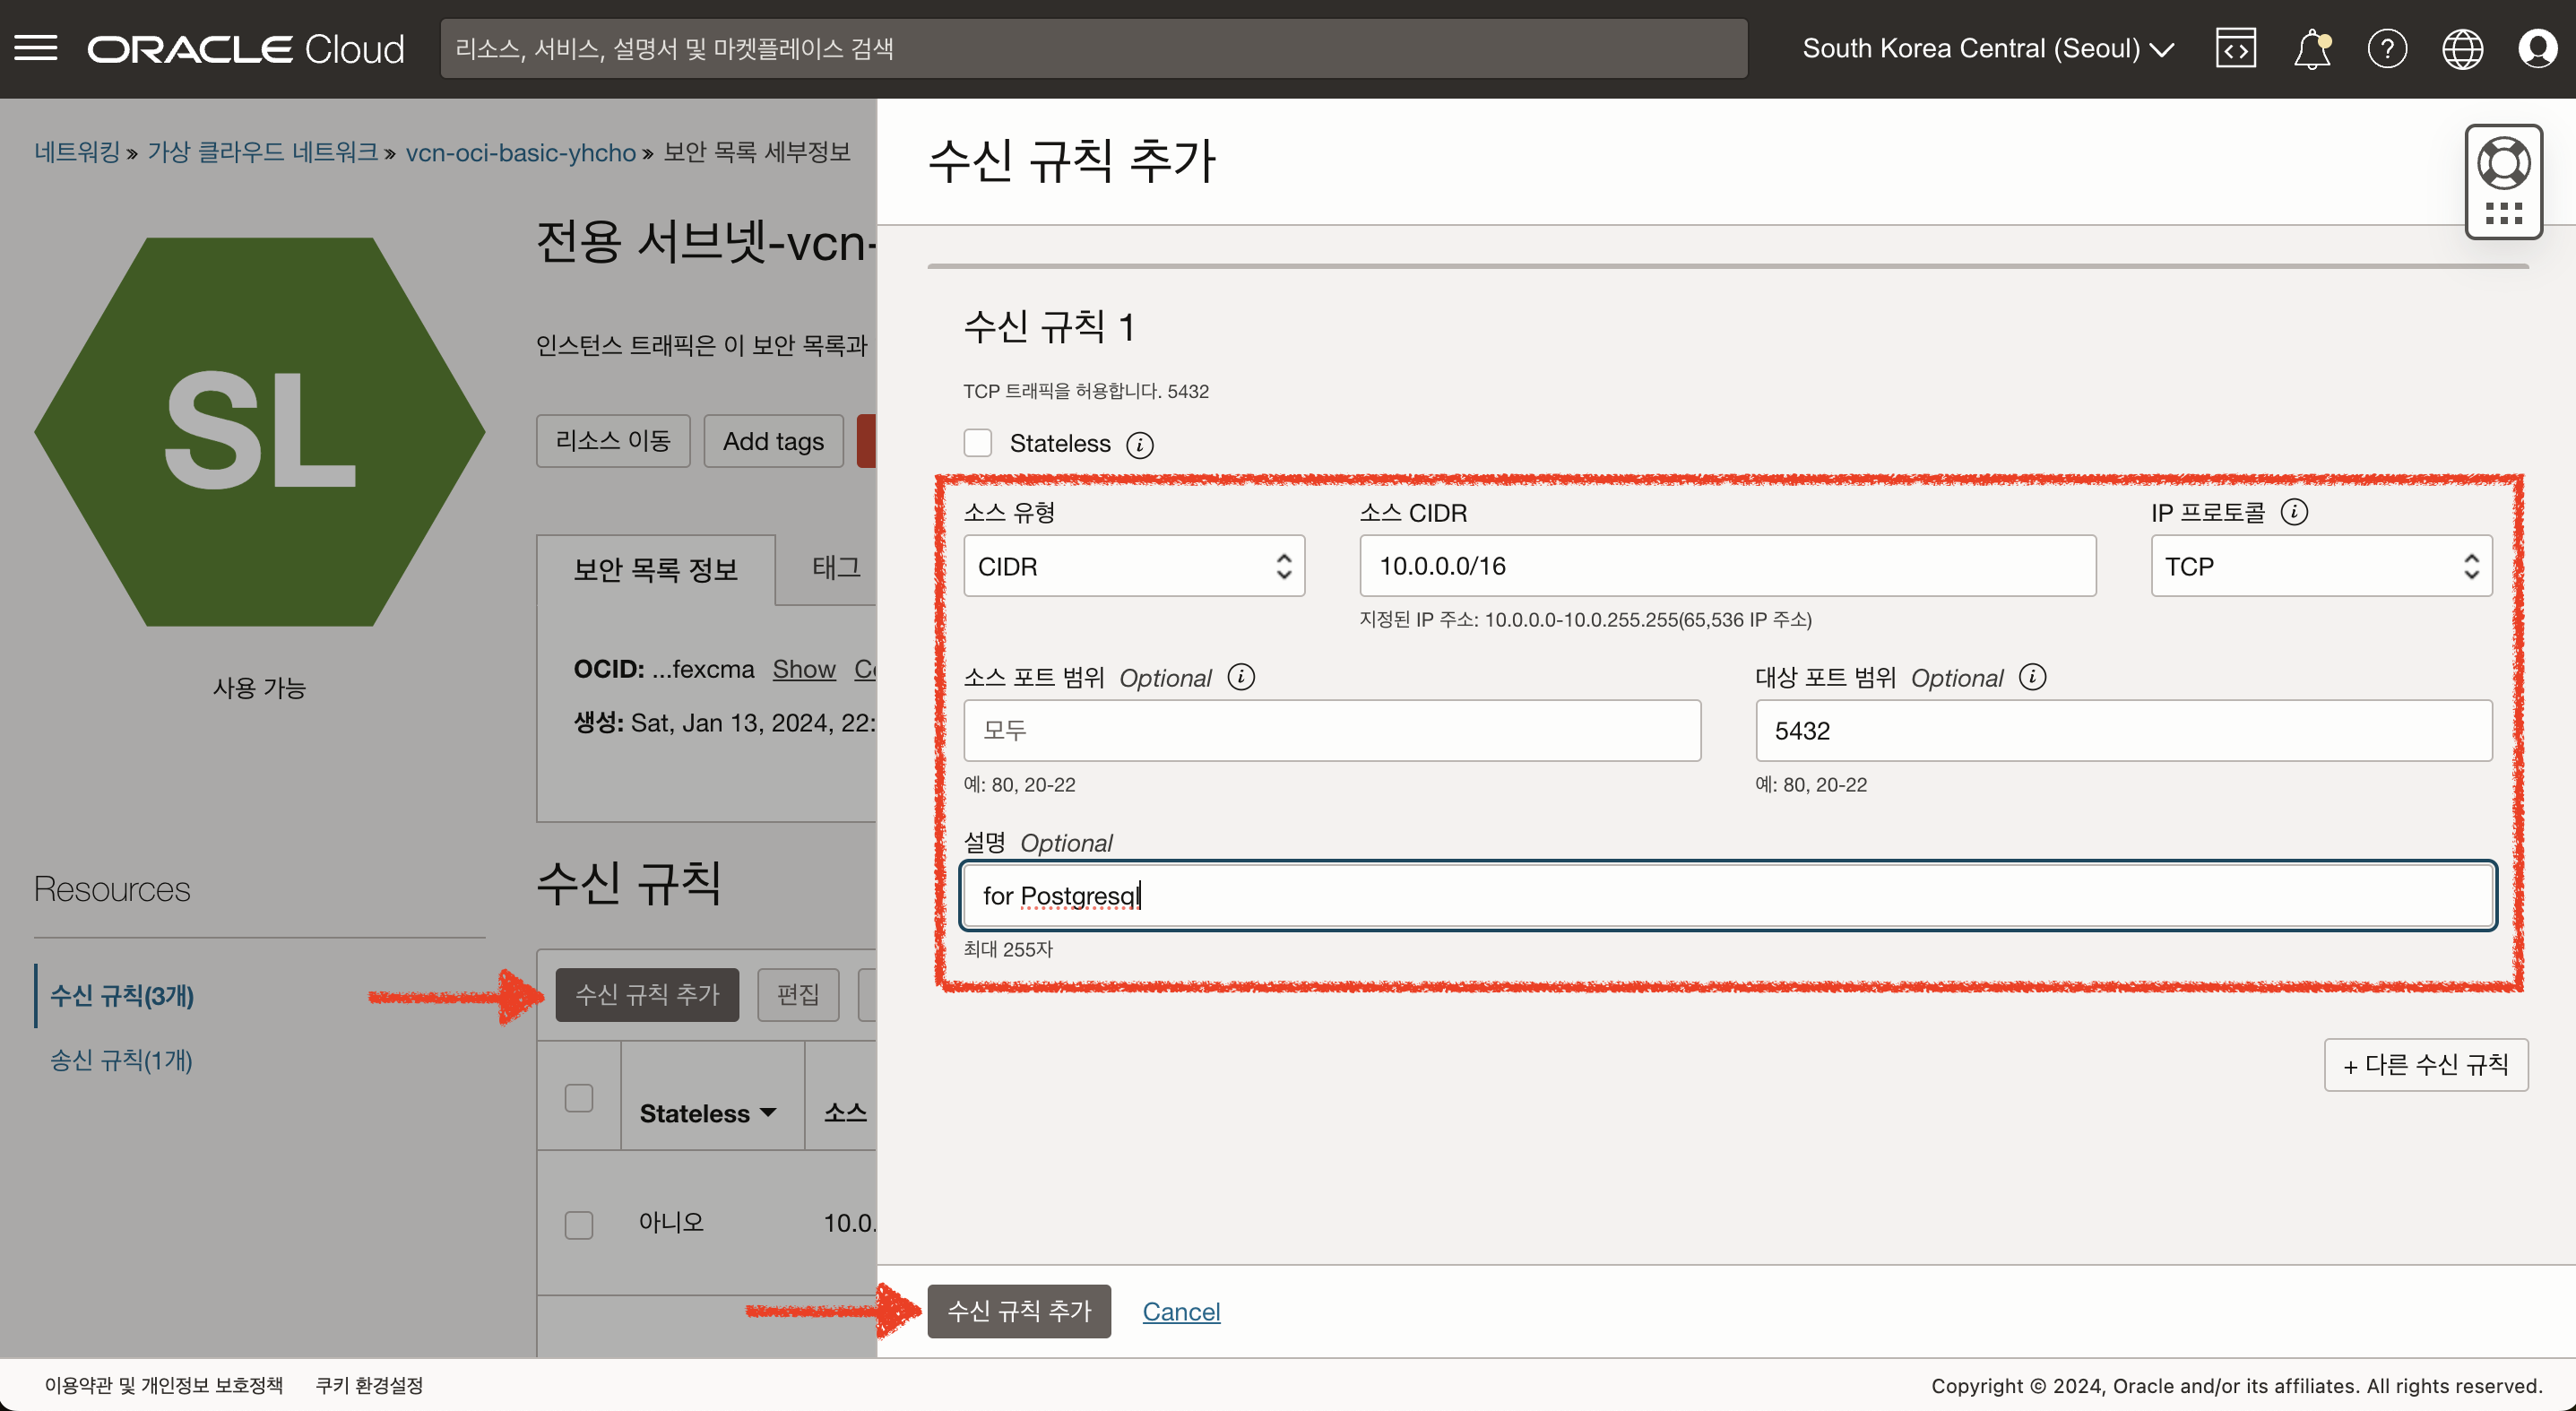 ORACLE Cloud
리소스, 서비스, 설명서 및 마켓플레이스 검색
South Korea Central (Seoul)
네트워킹 » 가상 클라우드 네트워크 » vcn-oci-basic-yhcho » 보안 목록 세부정보
SL
사용 가능
전용 서브넷-vcn-
인스턴스 트래픽은 이 보안 목록과
리소스 이동
Add tags
보안 목록 정보
태그
OCID: ...fexcma Show
생성: Sat, Jan 13, 2024, 22:
Resources
수신 규칙(3개)
송신 규칙(1개)
수신 규칙
수신 규칙 추가
편집
Stateless
소스
아니오
10.0.
수신 규칙 추가
수신 규칙 1
TCP 트래픽을 허용합니다. 5432
Stateless
소스 유형
CIDR
소스 CIDR
10.0.0.0/16
지정된 IP 주소: 10.0.0.0-10.0.255.255(65,536 IP 주소)
IP 프로토콜
TCP
소스 포트 범위 Optional
모두
예: 80, 20-22
대상 포트 범위 Optional
5432
예: 80, 20-22
설명 Optional
for Postgresql
최대 255자
+ 다른 수신 규칙
수신 규칙 추가
Cancel
이용약관 및 개인정보 보호정책
쿠키 환경설정
Copyright © 2024, Oracle and/or its affiliates. All rights reserved.